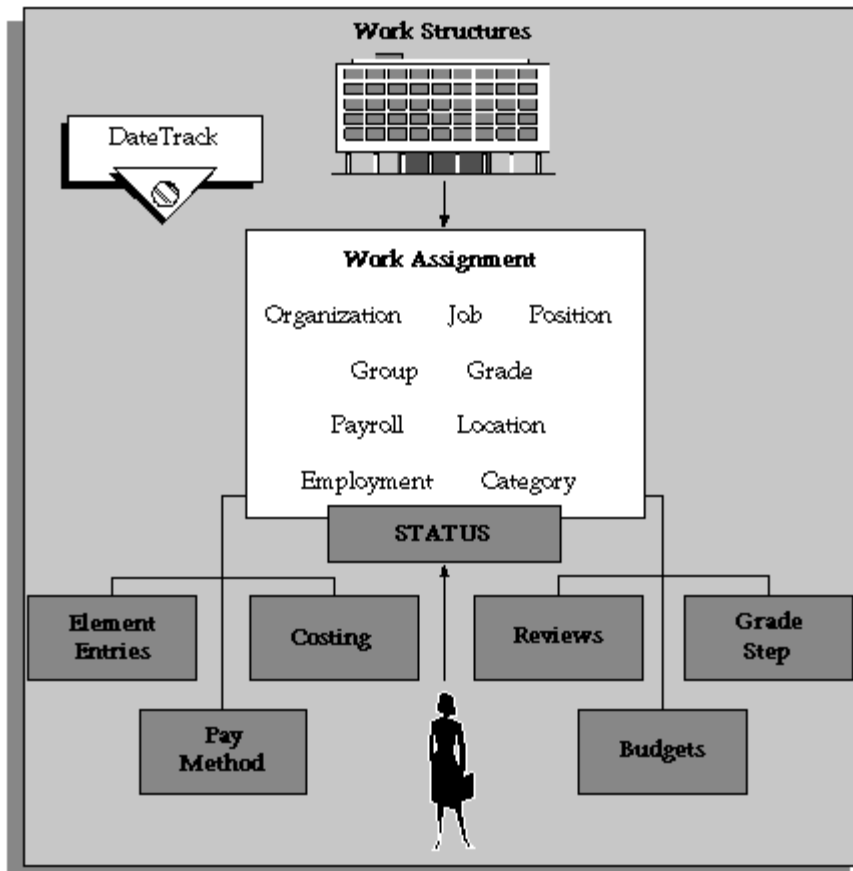 Work Structures
DateTrack
Work Assignment
Organization Job Position
Group Grade
Payroll Location
Employment Category
STATUS
Element
Entries
Costing
Reviews
Grade
Step
Pay
Method
Budgets